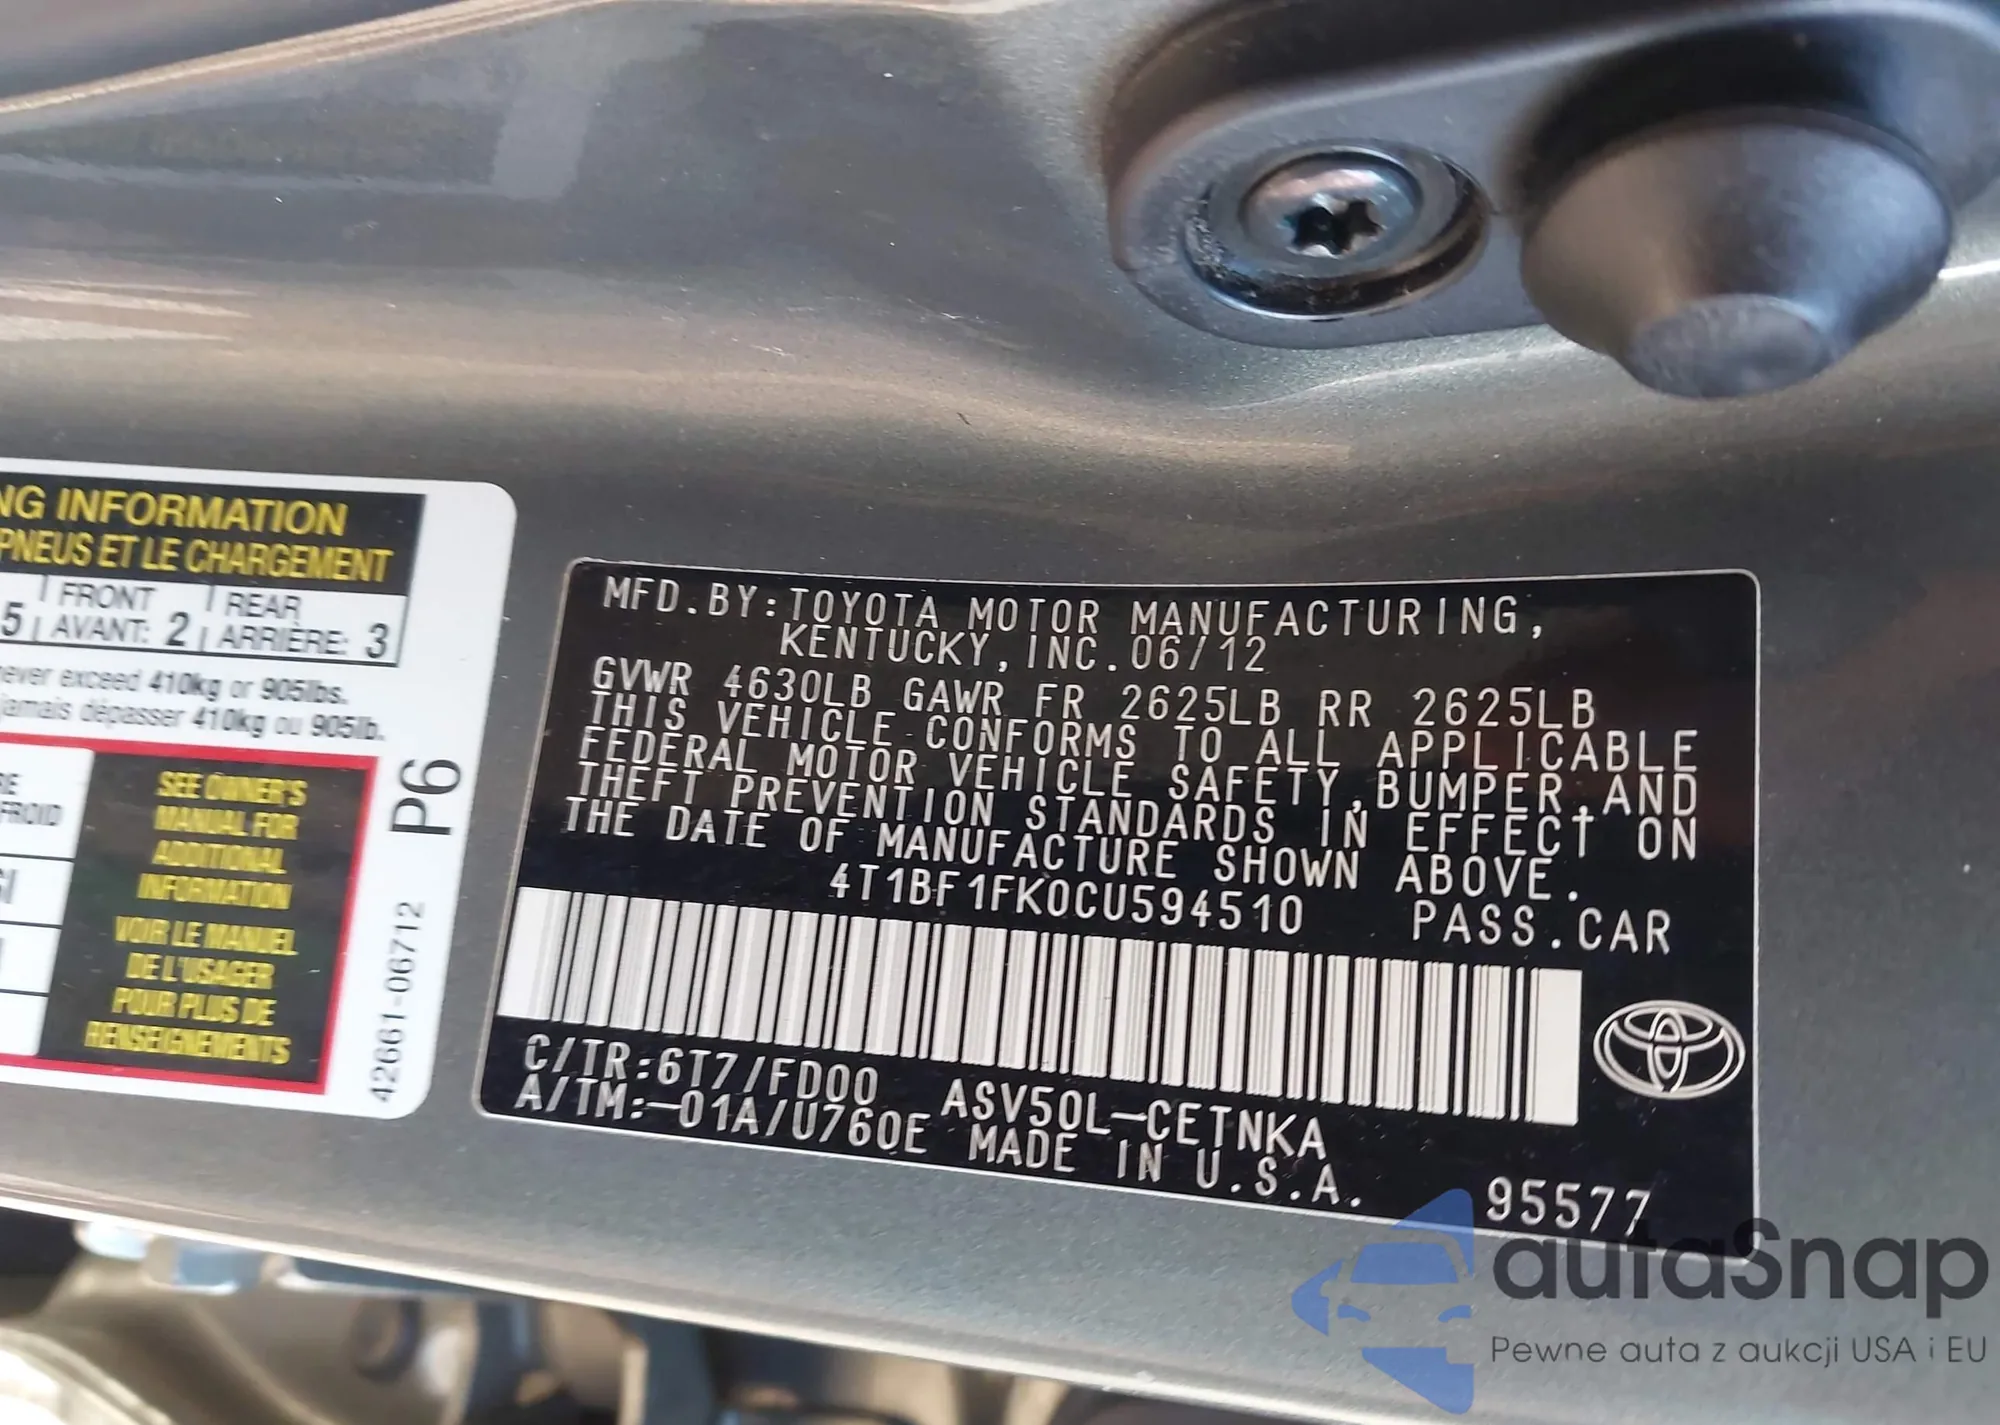 NG INFORMATION
PNEUS ET LE CHARGEMENT
5 | FRONT AVANT: 2 | REAR ARRIÈRE: 3
never exceed 410kg or 905lbs.
jamais dépasser 410kg ou 905lb.
FROID
SEE OWNER'S
MANUAL FOR
ADDITIONAL
INFORMATION
VOIR LE MANUEL
DE L'USAGER
POUR PLUS DE
RENSEIGNEMENTS
P6
42661-06712
MFD.BY:TOYOTA MOTOR MANUFACTURING,
KENTUCKY,INC.06/12
GVWR 4630LB GAWR FR 2625LB RR 2625LB
THIS VEHICLE CONFORMS TO ALL APPLICABLE
FEDERAL MOTOR VEHICLE SAFETY,BUMPER,AND
THEFT PREVENTION STANDARDS IN EFFECT ON
THE DATE OF MANUFACTURE SHOWN ABOVE.
4T1BF1FK0CU594510 PASS.CAR
C/TR:6T7/FD00 ASV50L-CETNKA
A/TM:-01A/U760E MADE IN U.S.A.
95577
autaSnap
Pewne auta z aukcji USA i EU